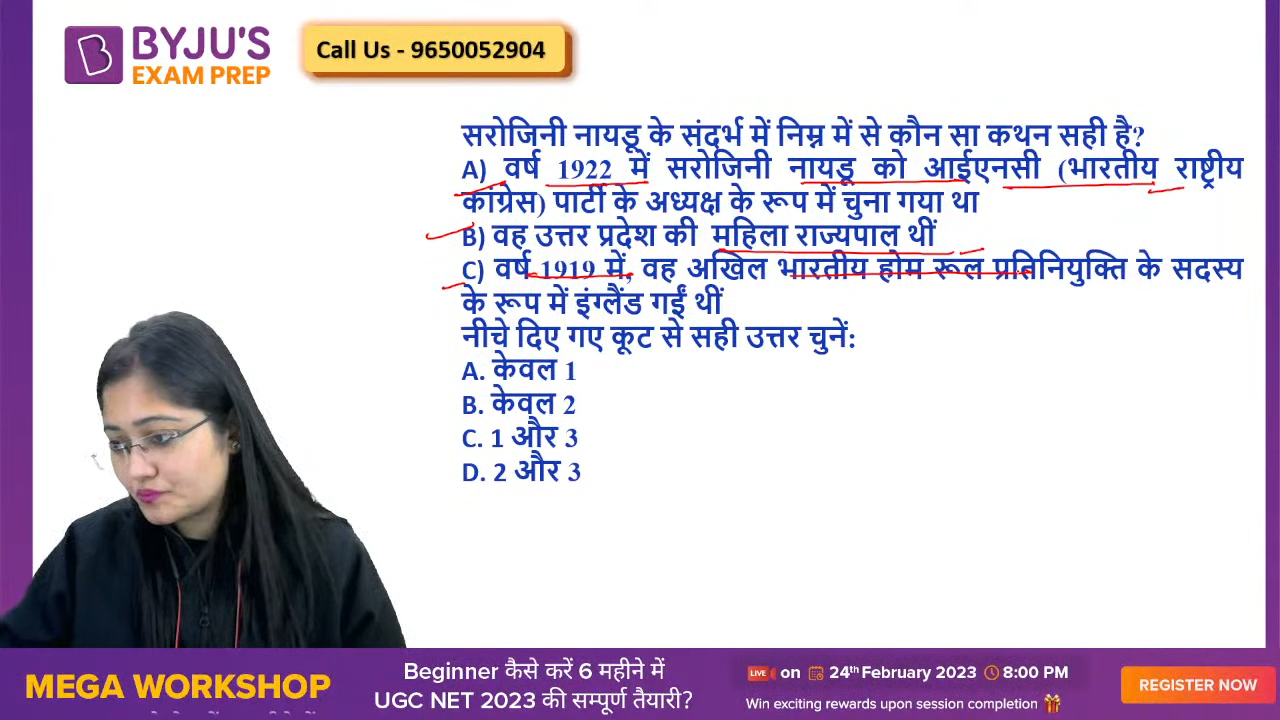 BYJU'S
EXAM PREP
Call Us - 9650052904
सरोजिनी नायडू के संदर्भ में निम्न में से कौन सा कथन सही है?
A) वर्ष 1922 में सरोजिनी नायडू को आईएनसी (भारतीय राष्ट्रीय
कांग्रेस) पार्टी के अध्यक्ष के रूप में चुना गया था
B) वह उत्तर प्रदेश की महिला राज्यपाल थीं
C) वर्ष 1919 में, वह अखिल भारतीय होम रूल प्रतिनियुक्ति के सदस्य
के रूप में इंग्लैंड गईं थीं
नीचे दिए गए कूट से सही उत्तर चुनें:
A. केवल 1
B. केवल 2
C. 1 और 3
D. 2 और 3
MEGA WORKSHOP
Beginner कैसे करें 6 महीने में
UGC NET 2023 की सम्पूर्ण तैयारी?
LIVE on 24th February 2023 8:00 PM
Win exciting rewards upon session completion
REGISTER NOW